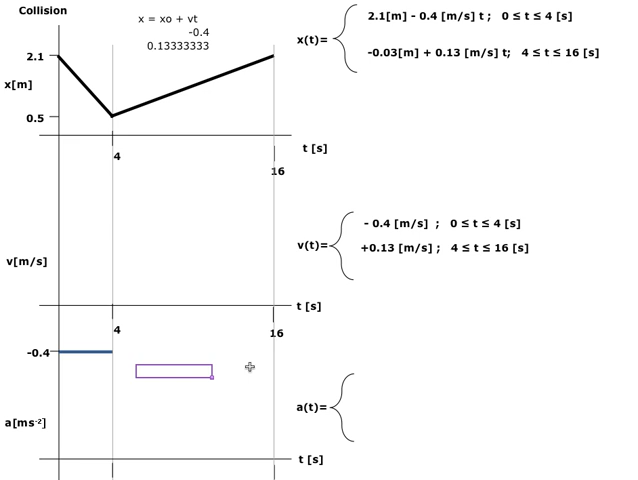 Collision
x = xo + vt
-0.4
0.13333333
2.1
x[m]
0.5
4
16
t [s]
x(t)=
2.1[m] - 0.4 [m/s] t ; 0 ≤ t ≤ 4 [s]
-0.03[m] + 0.13 [m/s] t; 4 ≤ t ≤ 16 [s]
v[m/s]
t [s]
4
16
-0.4
v(t)=
- 0.4 [m/s] ; 0 ≤ t ≤ 4 [s]
+0.13 [m/s] ; 4 ≤ t ≤ 16 [s]
a[ms-2]
t [s]
a(t)=